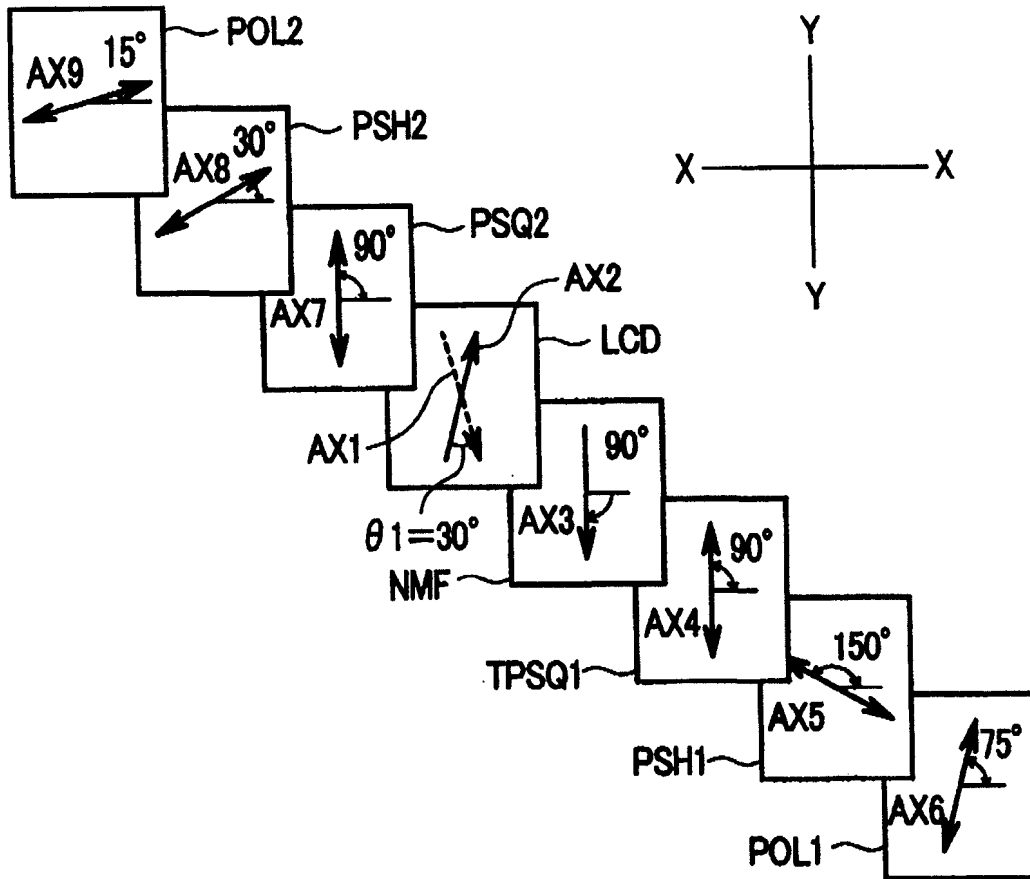 POL2
15°
AX9
PSH2
30°
AX8
PSQ2
90°
AX7
Y
X X
Y
AX2
LCD
AX1
θ1=30°
90°
AX3
NMF
90°
AX4
TPSQ1
150°
AX5
PSH1
75°
AX6
POL1